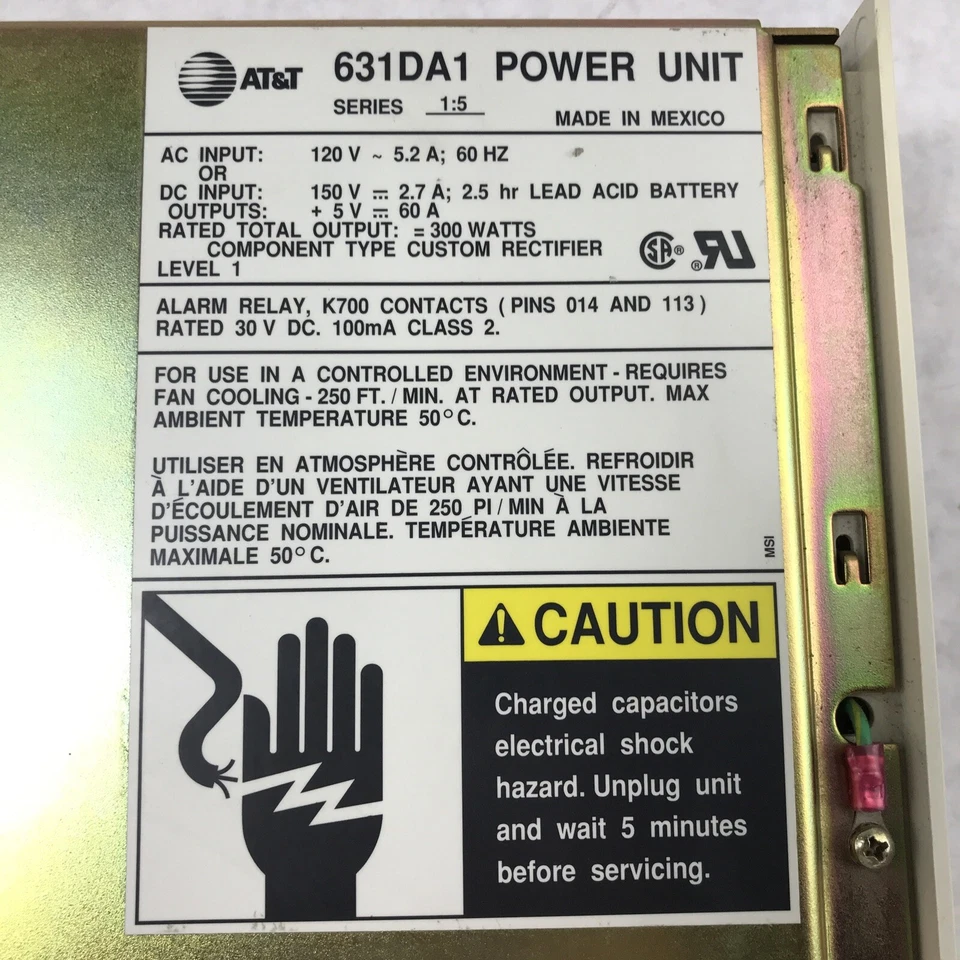 AT&T 631DA1 POWER UNIT
SERIES 1:5
MADE IN MEXICO
AC INPUT: 120 V ~ 5.2 A; 60 HZ
OR
DC INPUT: 150 V ⎓ 2.7 A; 2.5 hr LEAD ACID BATTERY
OUTPUTS: + 5 V ⎓ 60 A
RATED TOTAL OUTPUT: = 300 WATTS
COMPONENT TYPE CUSTOM RECTIFIER
LEVEL 1
SA® ®RU
ALARM RELAY, K700 CONTACTS ( PINS 014 AND 113 )
RATED 30 V DC. 100mA CLASS 2.
FOR USE IN A CONTROLLED ENVIRONMENT - REQUIRES
FAN COOLING - 250 FT. / MIN. AT RATED OUTPUT. MAX
AMBIENT TEMPERATURE 50° C.
UTILISER EN ATMOSPHÈRE CONTRÔLÉE. REFROIDIR
À L'AIDE D'UN VENTILATEUR AYANT UNE VITESSE
D'ÉCOULEMENT D'AIR DE 250 PI / MIN À LA
PUISSANCE NOMINALE. TEMPÉRATURE AMBIENTE
MAXIMALE 50° C.
MSI
CAUTION
Charged capacitors
electrical shock
hazard. Unplug unit
and wait 5 minutes
before servicing.